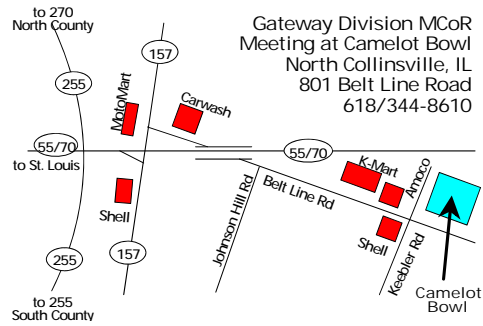 to 270
North County
Gateway Division MCoR
Meeting at Camelot Bowl
North Collinsville, IL
801 Belt Line Road
618/344-8610
157
255
MotoMart
Carwash
55/70
to St. Louis
55/70
K-Mart
Amoco
Belt Line Rd
Johnson Hill Rd
Shell
Shell
Keebler Rd
157
255
to 255
South County
Camelot
Bowl